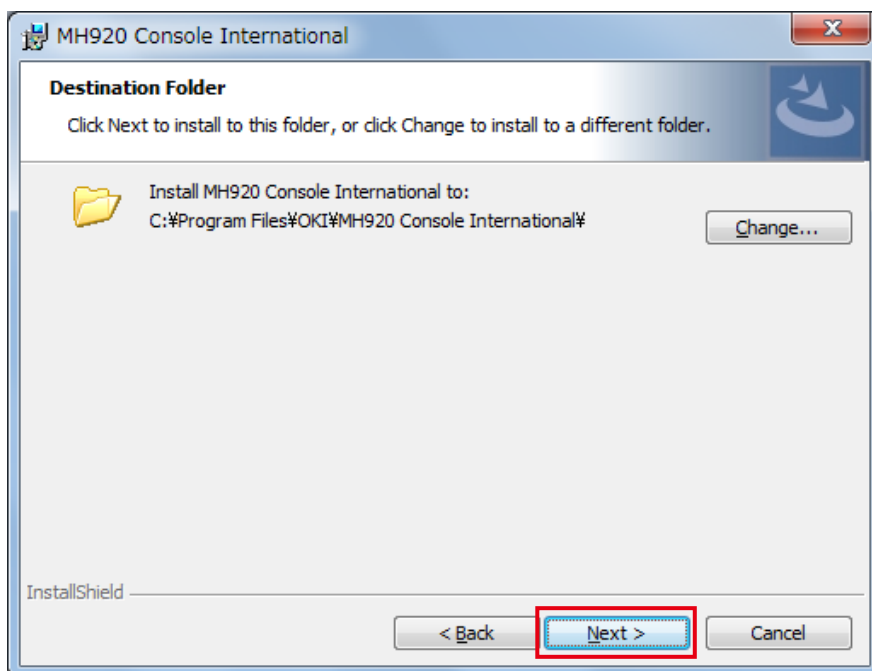 MH920 Console International
Destination Folder
Click Next to install to this folder, or click Change to install to a different folder.
Install MH920 Console International to:
C:¥Program Files¥OKI¥MH920 Console International¥
Change...
InstallShield
< Back
Next >
Cancel